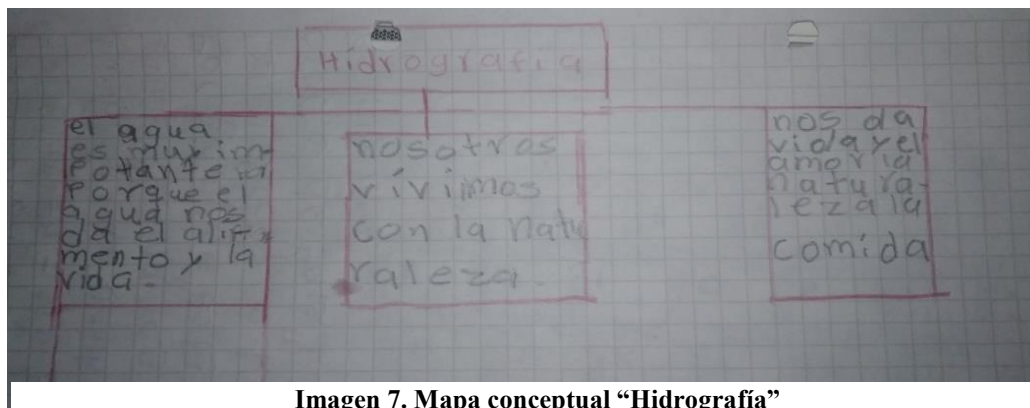 Hidrografia
el agua
es muy im-
potante
porque el
agua nos
da el ali-
mento y la
vida.
nosotros
vivimos
con la natu
raleza.
nos da
vida y el
amor la
natura-
leza la
comida
Imagen 7. Mapa conceptual “Hidrografía”